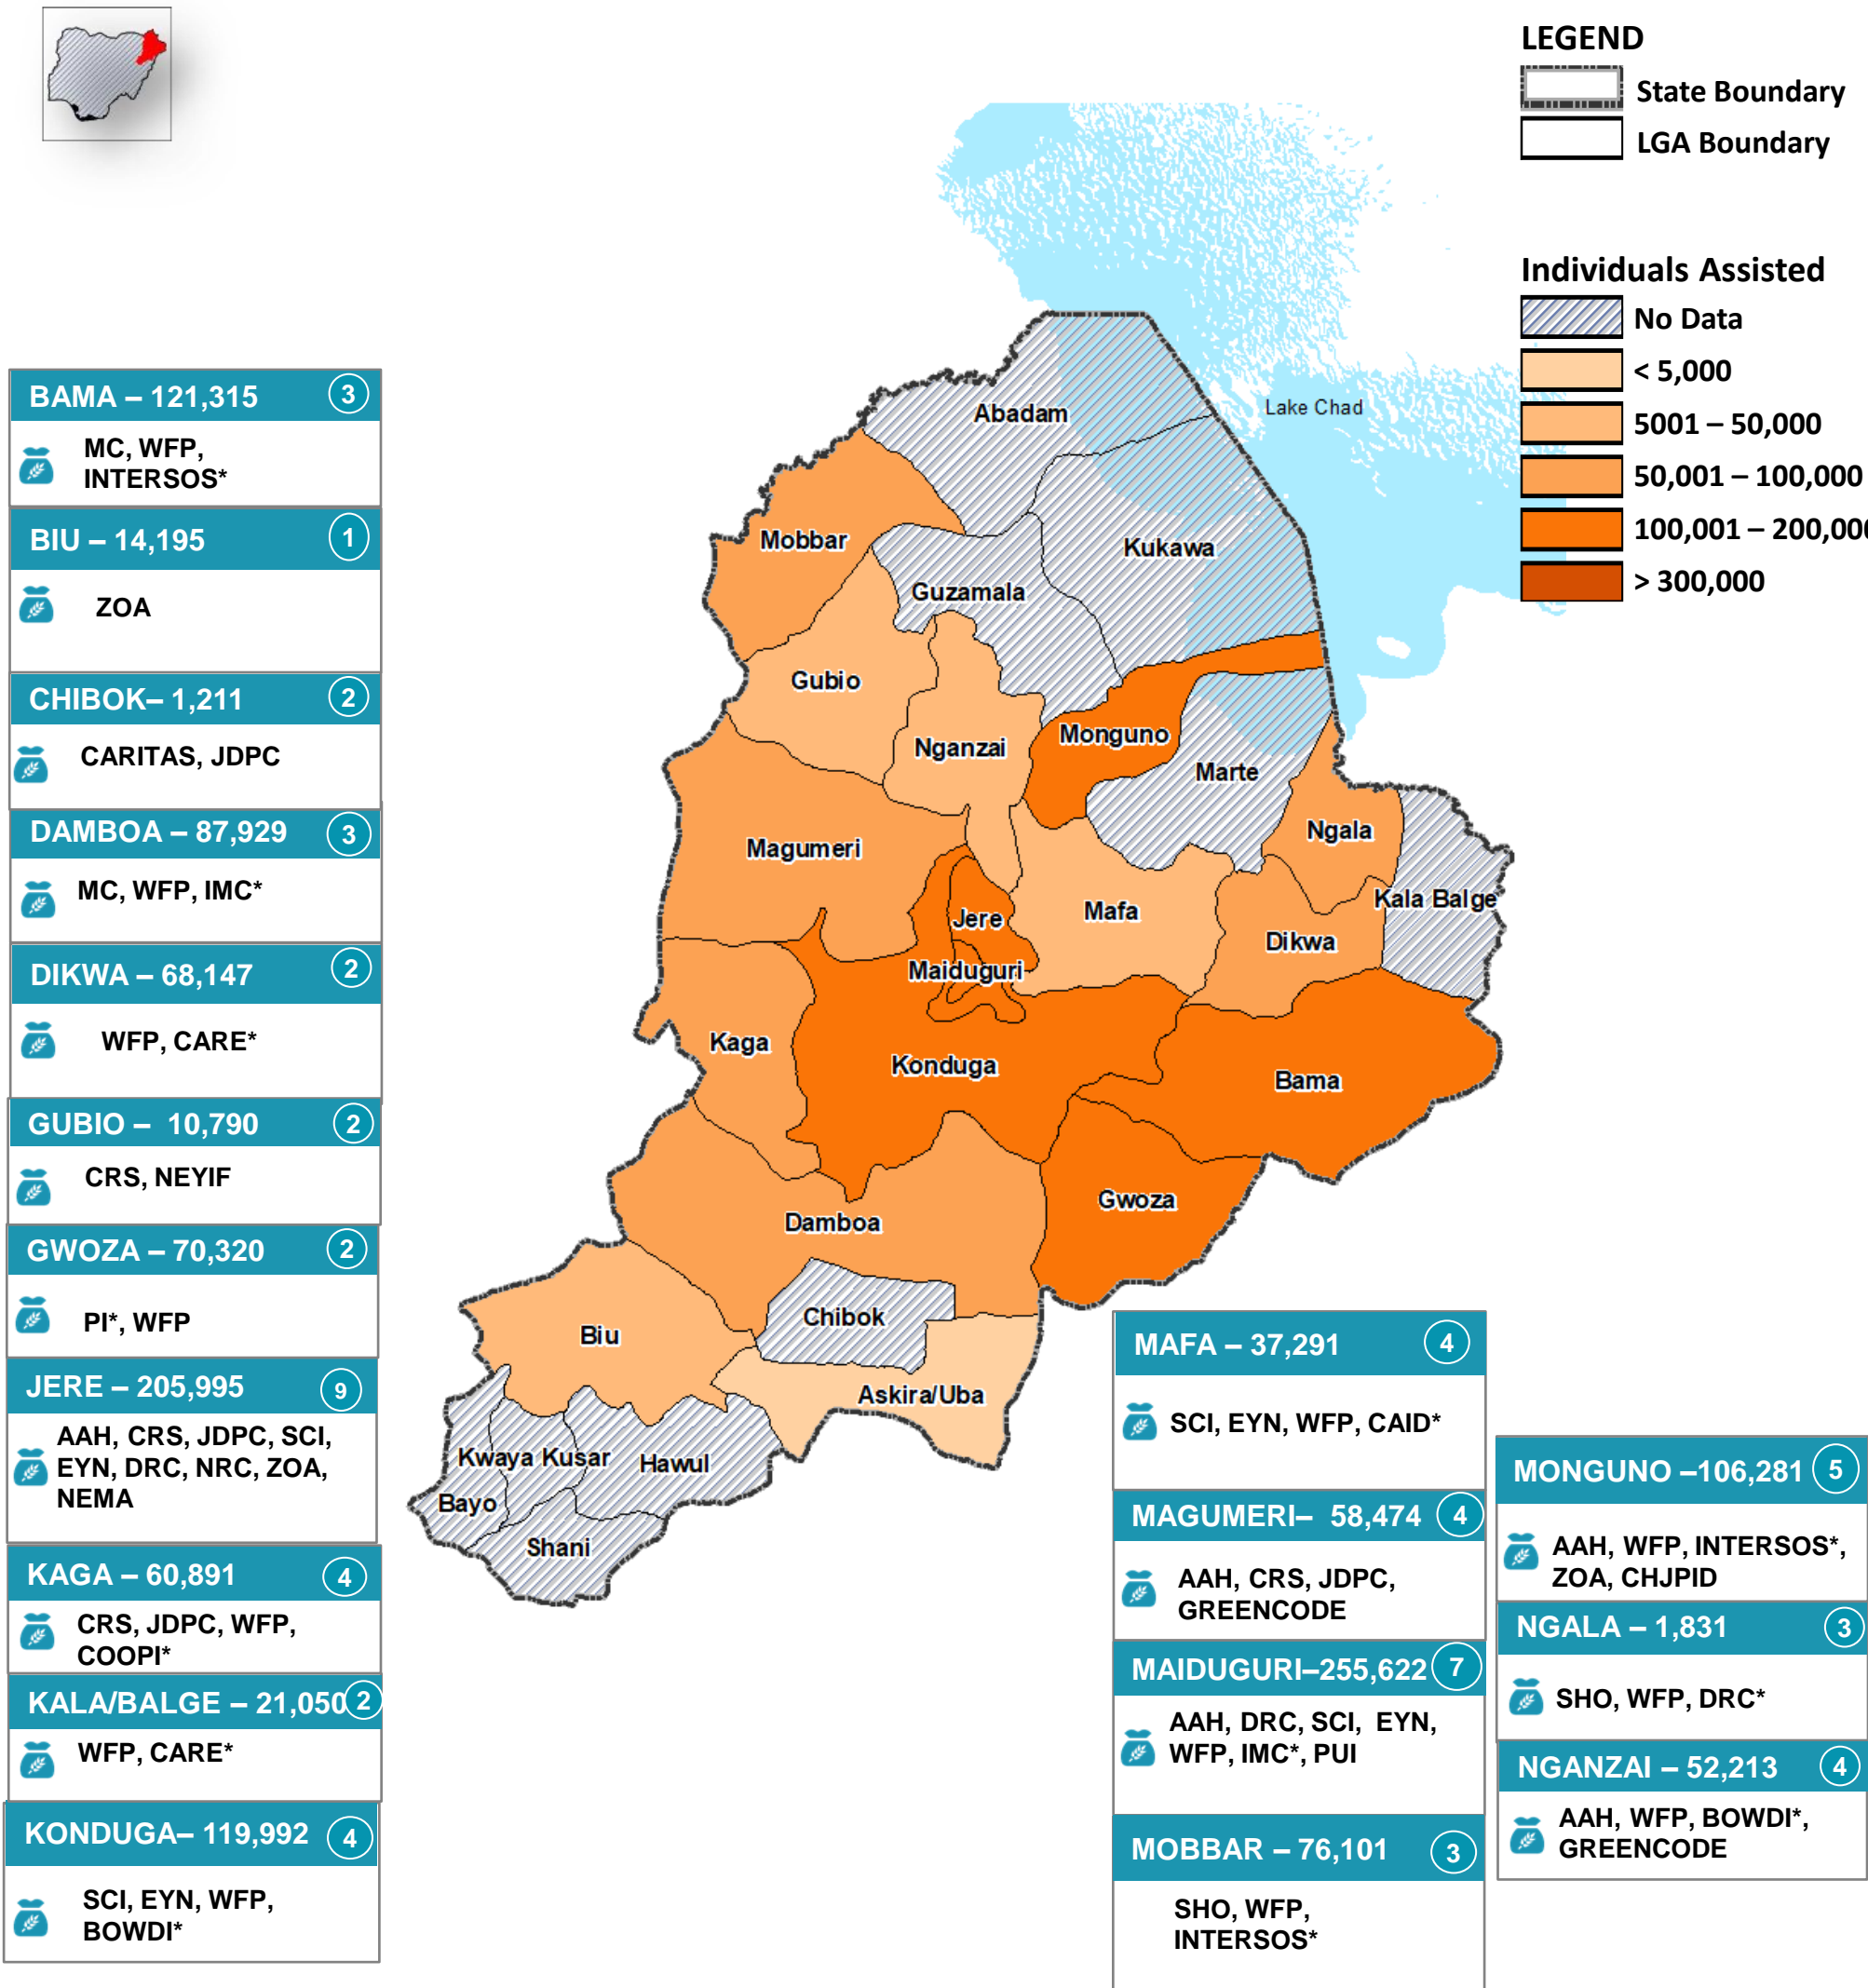 LEGEND
State Boundary
LGA Boundary
Individuals Assisted
No Data
< 5,000
5001 – 50,000
50,001 – 100,000
100,001 – 200,000
> 300,000
Lake Chad
Abadam
Mobbar
Kukawa
Guzamala
Gubio
Nganzai
Monguno
Marte
Magumeri
Ngala
Kala Balge
Jere
Mafa
Dikwa
Maiduguri
Kaga
Konduga
Bama
Gwoza
Damboa
Chibok
Biu
Askira/Uba
Kwaya Kusar
Hawul
Bayo
Shani
BAMA – 121,315 3
MC, WFP,
INTERSOS*
BIU – 14,195 1
ZOA
CHIBOK– 1,211 2
CARITAS, JDPC
DAMBOA – 87,929 3
MC, WFP, IMC*
DIKWA – 68,147 2
WFP, CARE*
GUBIO – 10,790 2
CRS, NEYIF
GWOZA – 70,320 2
PI*, WFP
JERE – 205,995 9
AAH, CRS, JDPC, SCI,
EYN, DRC, NRC, ZOA,
NEMA
KAGA – 60,891 4
CRS, JDPC, WFP,
COOPI*
KALA/BALGE – 21,050 2
WFP, CARE*
KONDUGA– 119,992 4
SCI, EYN, WFP,
BOWDI*
MAFA – 37,291 4
SCI, EYN, WFP, CAID*
MAGUMERI– 58,474 4
AAH, CRS, JDPC,
GREENCODE
MAIDUGURI–255,622 7
AAH, DRC, SCI, EYN,
WFP, IMC*, PUI
MOBBAR – 76,101 3
SHO, WFP,
INTERSOS*
MONGUNO –106,281 5
AAH, WFP, INTERSOS*,
ZOA, CHJPID
NGALA – 1,831 3
SHO, WFP, DRC*
NGANZAI – 52,213 4
AAH, WFP, BOWDI*,
GREENCODE